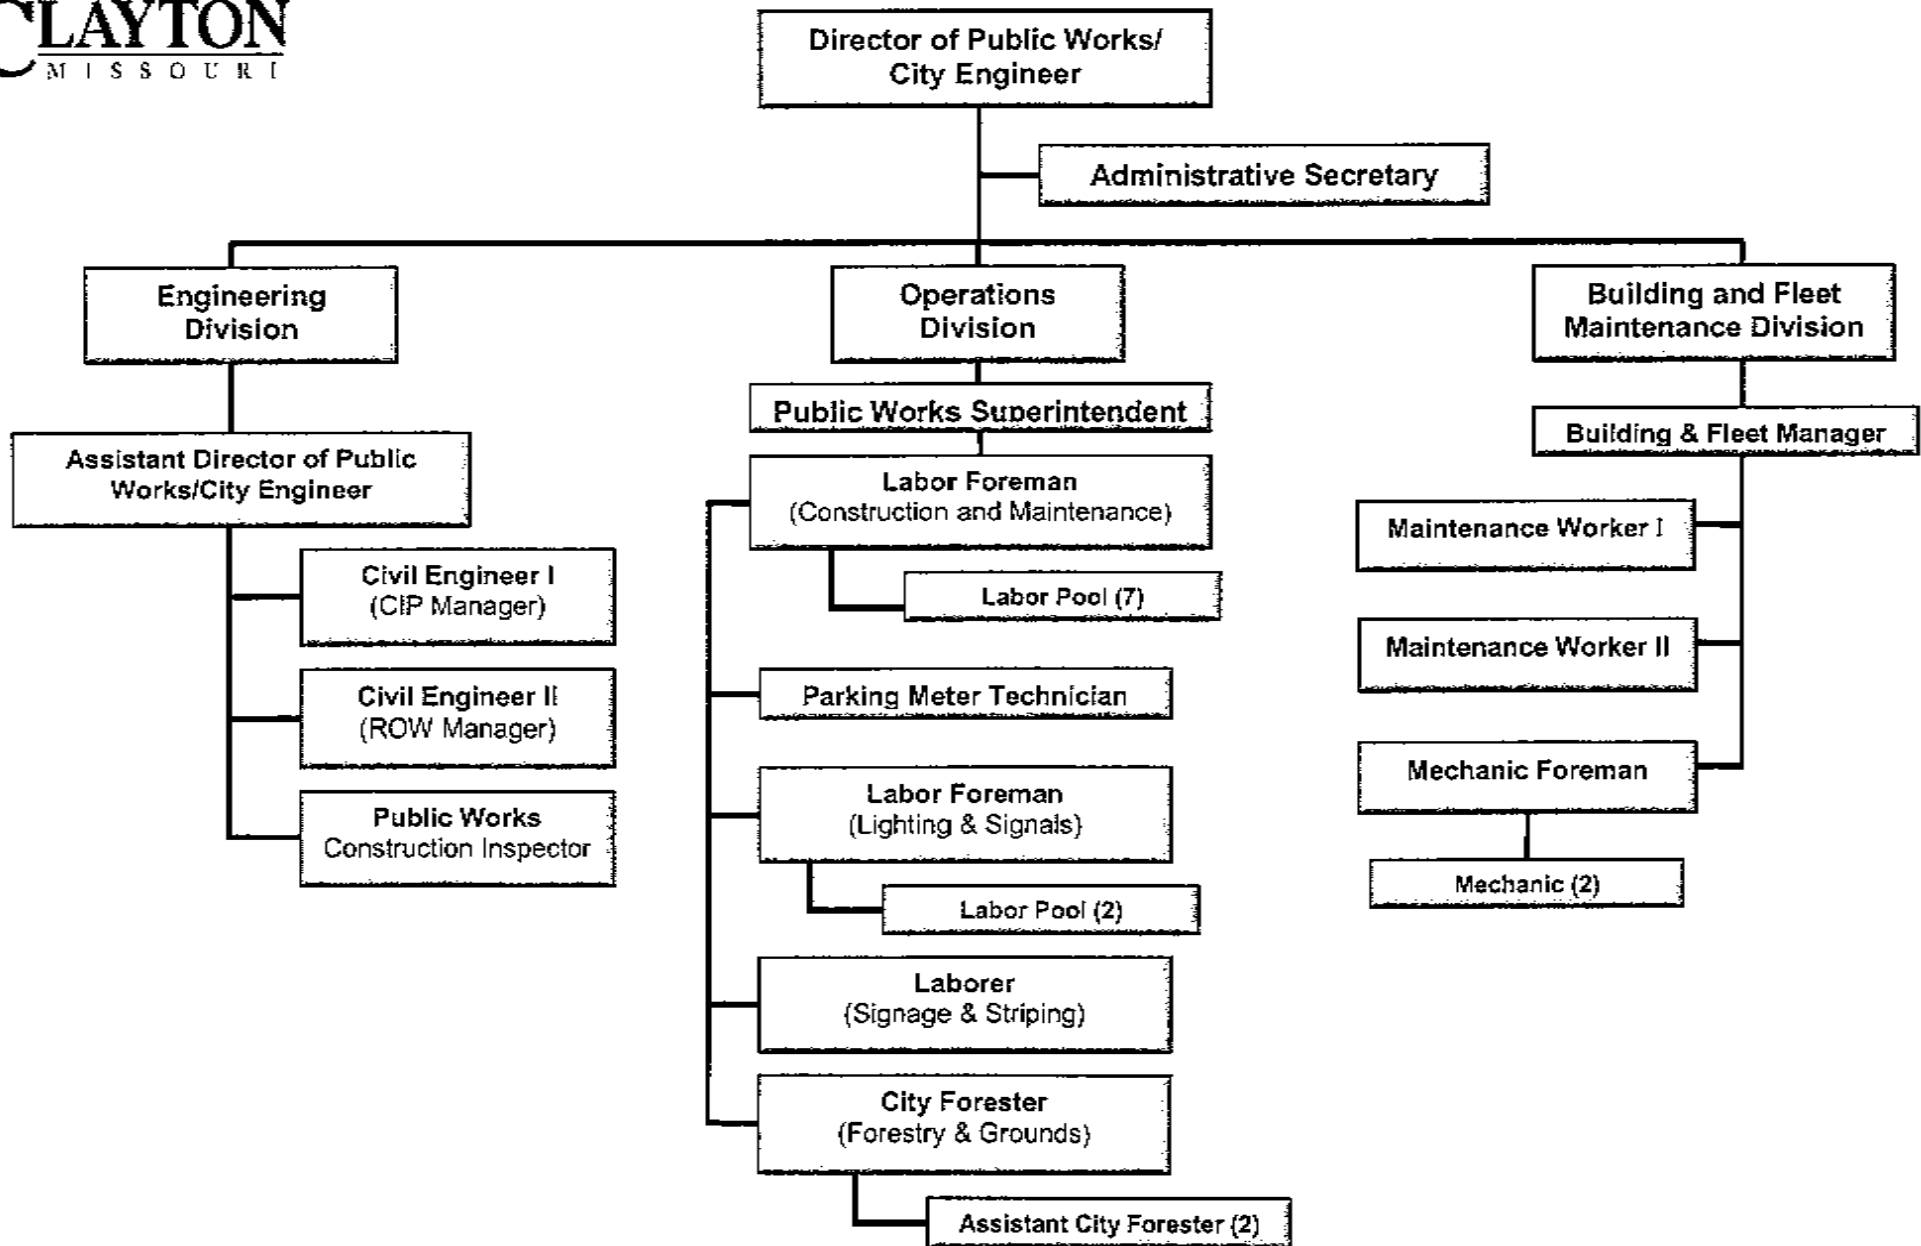 CLAYTON
MISSOURI
Director of Public Works/
City Engineer
Administrative Secretary
Engineering
Division
Assistant Director of Public
Works/City Engineer
Civil Engineer I
(CIP Manager)
Civil Engineer II
(ROW Manager)
Public Works
Construction Inspector
Operations
Division
Public Works Superintendent
Labor Foreman
(Construction and Maintenance)
Labor Pool (7)
Parking Meter Technician
Labor Foreman
(Lighting & Signals)
Labor Pool (2)
Laborer
(Signage & Striping)
City Forester
(Forestry & Grounds)
Assistant City Forester (2)
Building and Fleet
Maintenance Division
Building & Fleet Manager
Maintenance Worker I
Maintenance Worker II
Mechanic Foreman
Mechanic (2)